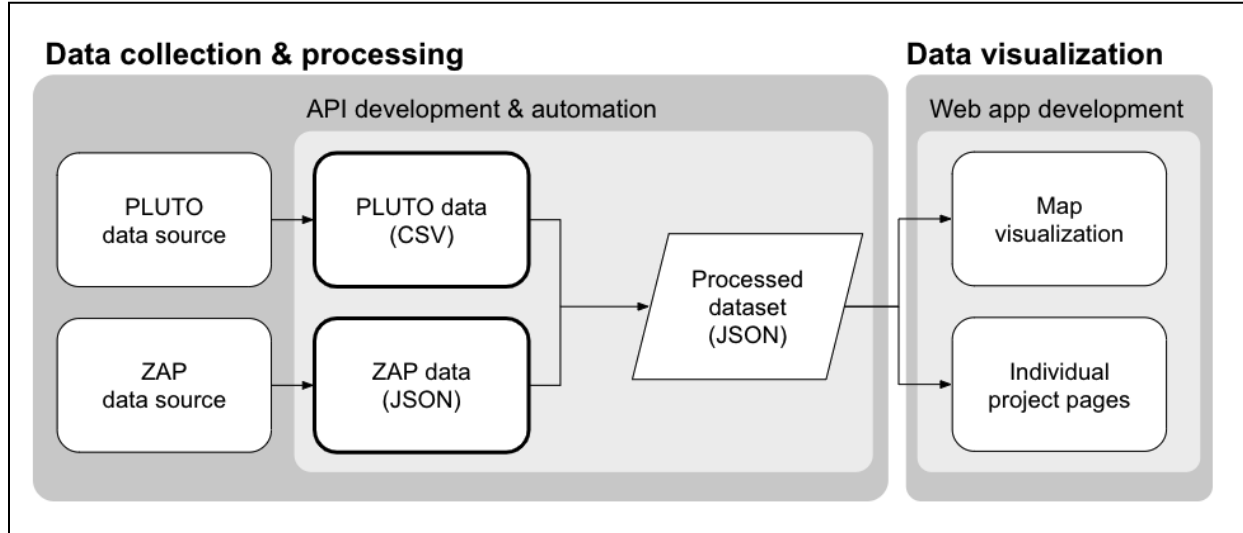 Data collection & processing
Data visualization
API development & automation
Web app development
PLUTO
data source
PLUTO data
(CSV)
Map
visualization
Processed
dataset
(JSON)
ZAP
data source
ZAP data
(JSON)
Individual
project pages